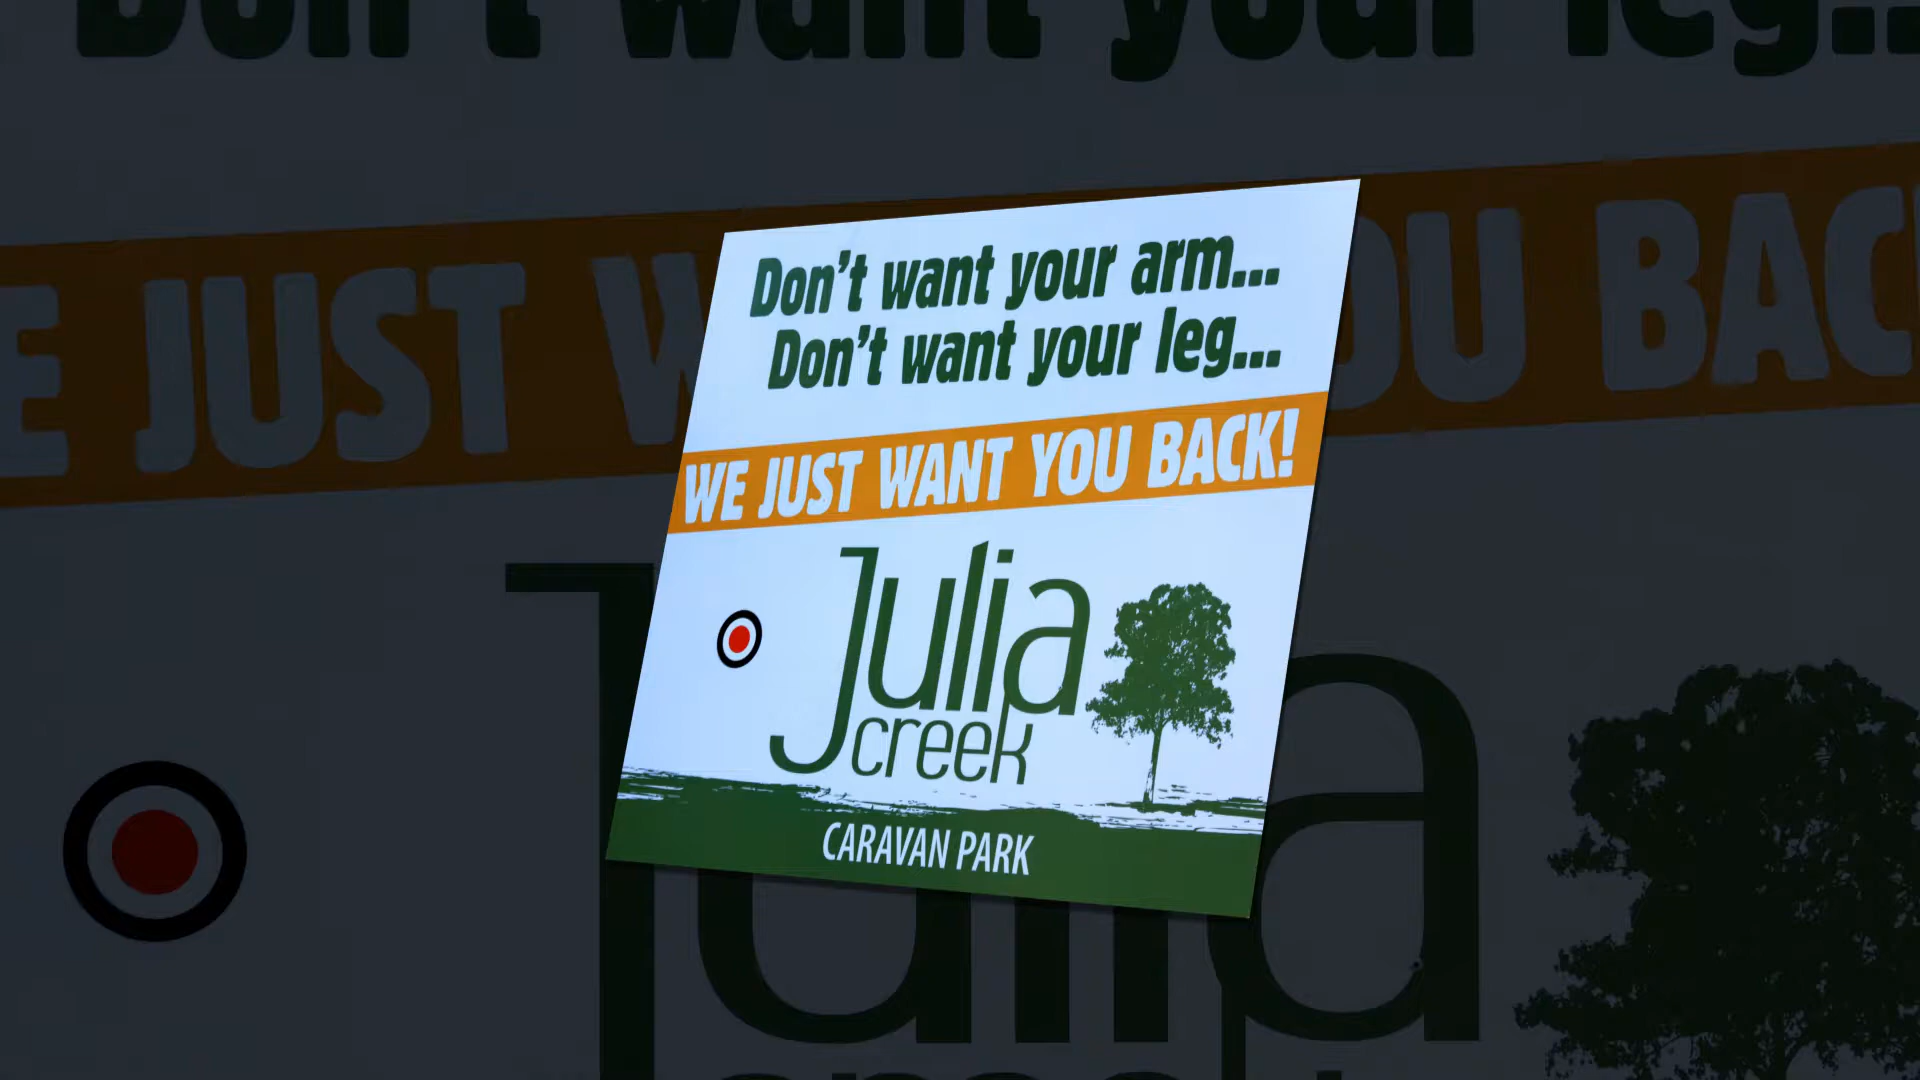 Don't want your arm...
Don't want your leg...
WE JUST WANT YOU BACK!
Julia
creek
CARAVAN PARK